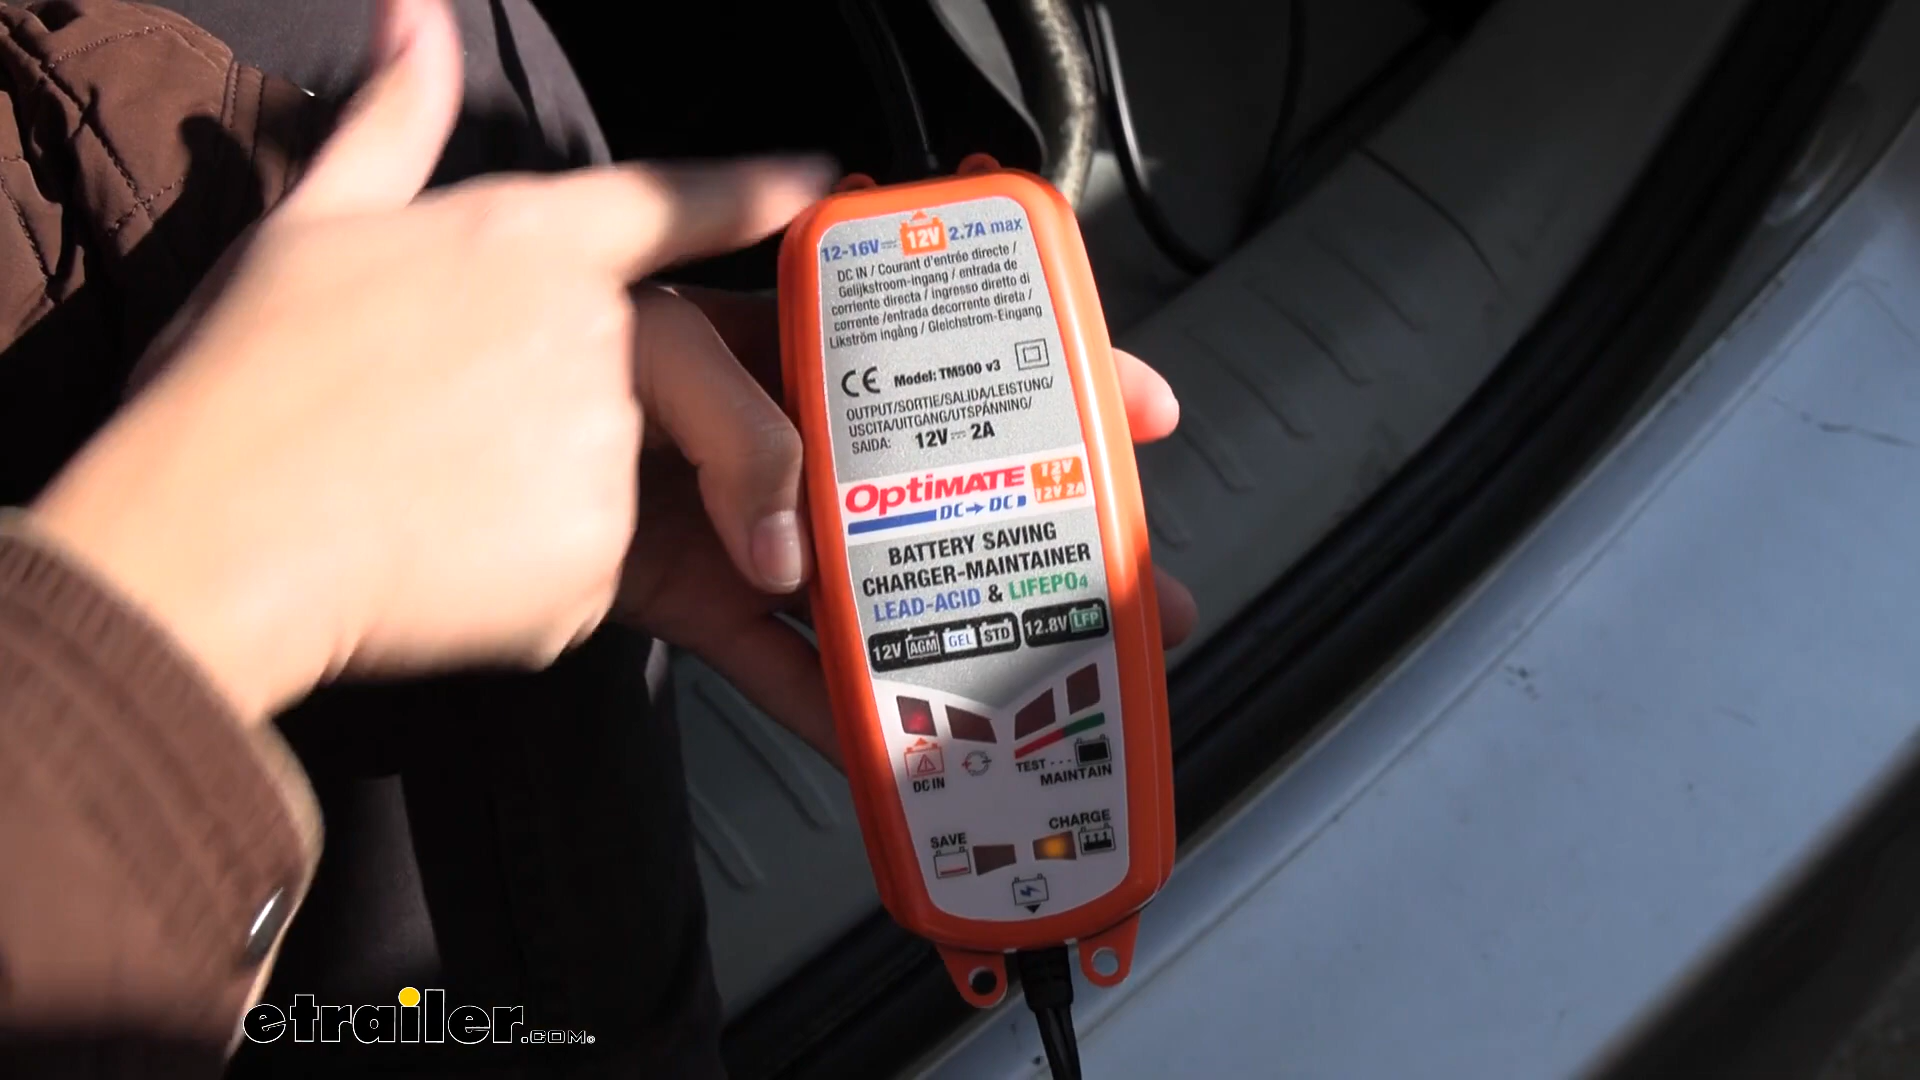 12-16V⎓ 12V 2.7A max
DC IN / Courant d'entrée directe /
Gelijkstroom-ingang / entrada de
corriente directa / ingresso diretto di
corrente /entrada decorrente direta /
Likström ingång / Gleichstrom-Eingang
CE Model: TM500 v3
OUTPUT/SORTIE/SALIDA/LEISTUNG/
USCITA/UITGANG/UTSPÄNNING/
SAIDA: 12V⎓2A
OptiMATE 12V
DC→DC 12V 2A
BATTERY SAVING
CHARGER-MAINTAINER
LEAD-ACID & LIFEPO4
12V AGM GEL STD 12.8V LFP
TEST ....
DC IN MAINTAIN
SAVE CHARGE
etrailer.com